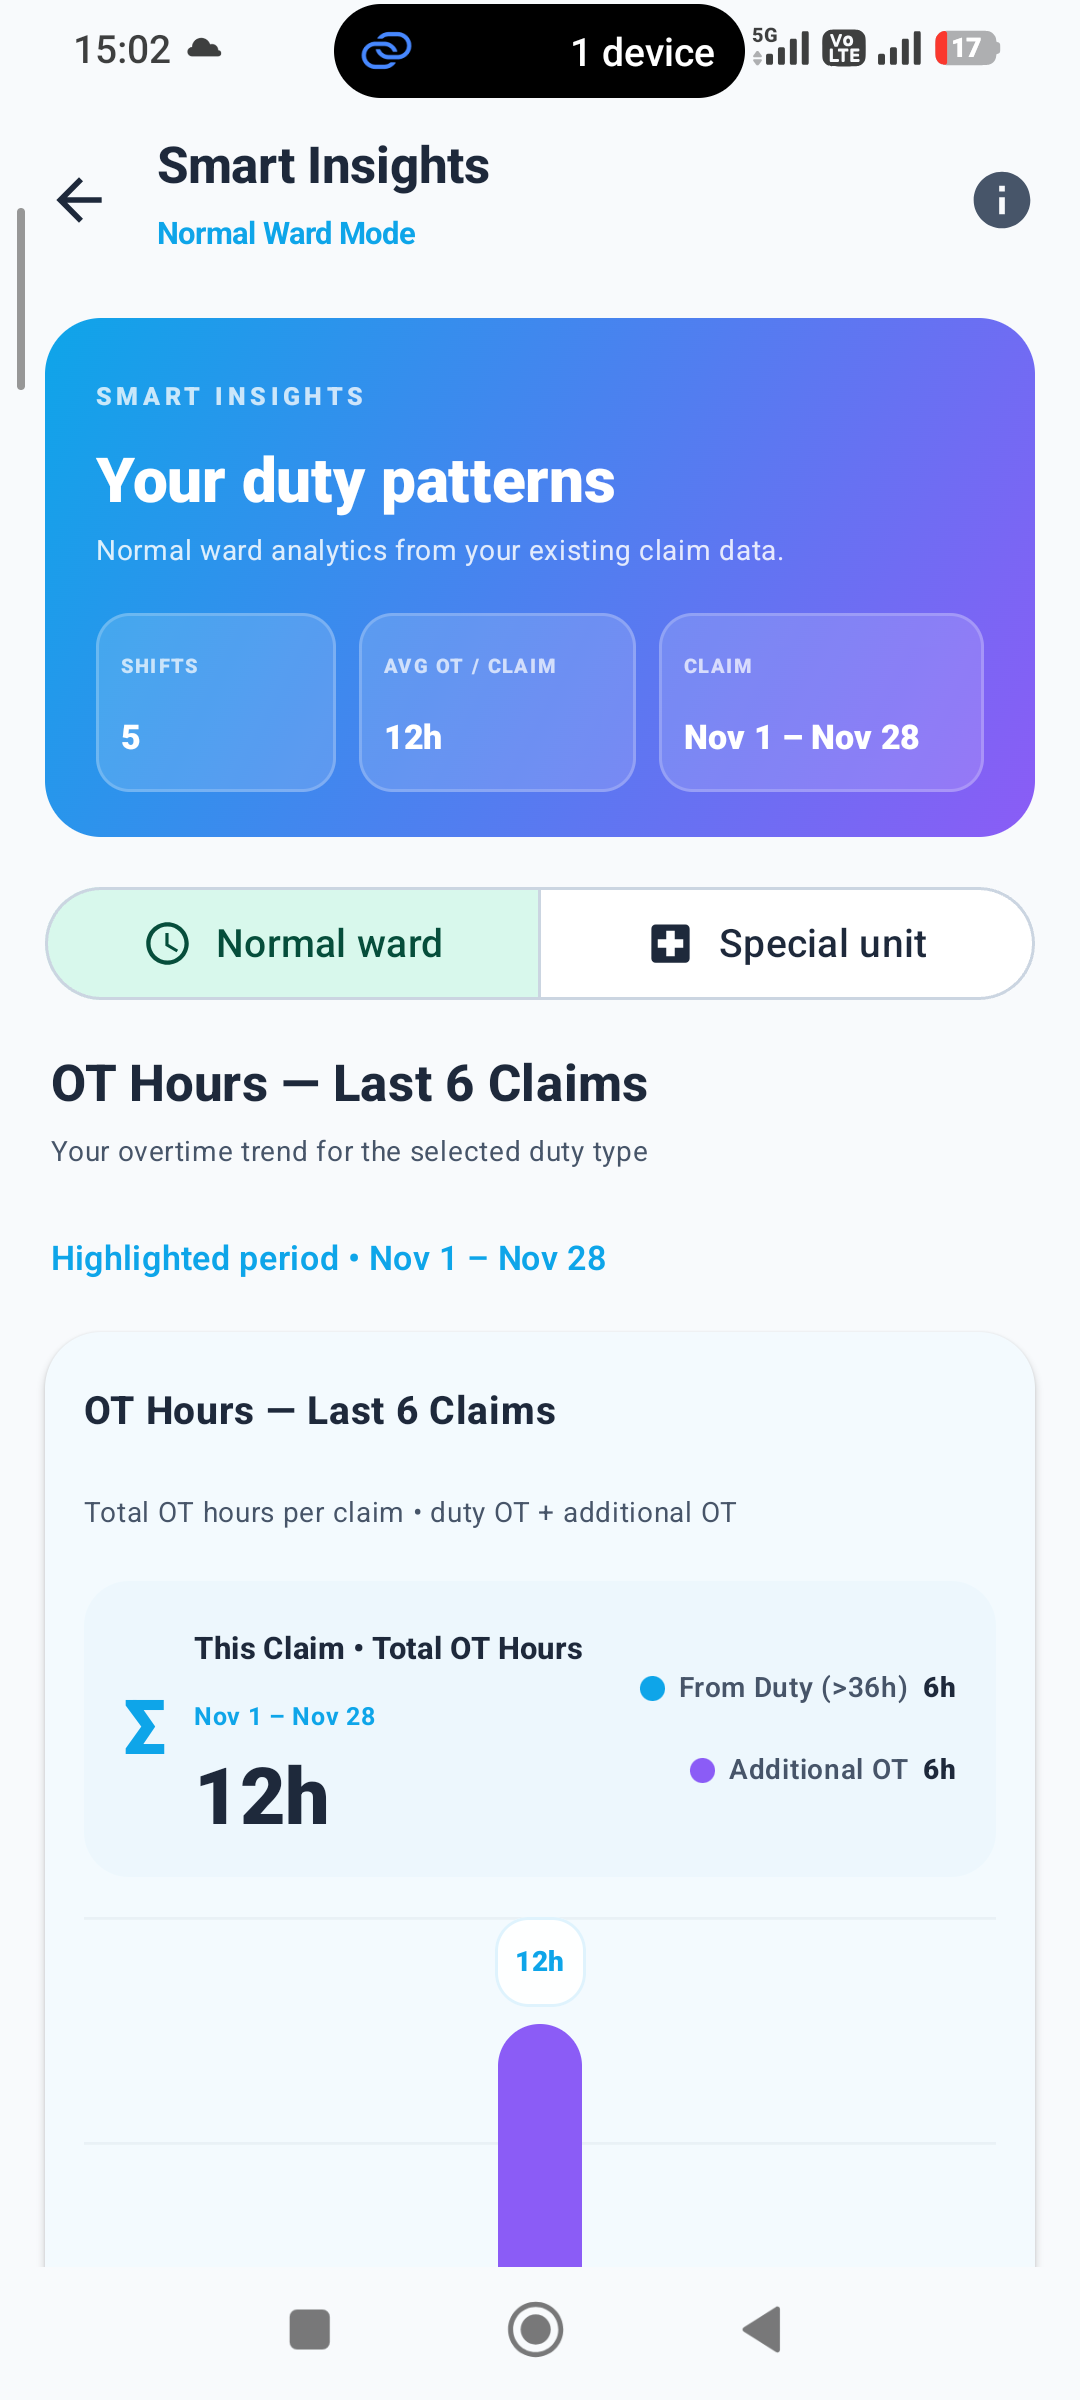 15:02
1 device
5G
Vo
LTE
17
Smart Insights
Normal Ward Mode
SMART INSIGHTS
Your duty patterns
Normal ward analytics from your existing claim data.
SHIFTS
5
AVG OT / CLAIM
12h
CLAIM
Nov 1 – Nov 28
Normal ward
Special unit
OT Hours — Last 6 Claims
Your overtime trend for the selected duty type
Highlighted period • Nov 1 – Nov 28
OT Hours — Last 6 Claims
Total OT hours per claim • duty OT + additional OT
Σ
This Claim • Total OT Hours
Nov 1 – Nov 28
12h
From Duty (>36h) 6h
Additional OT 6h
12h